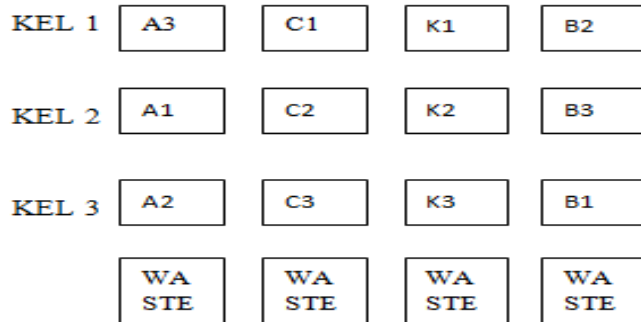 KEL 1 A3 C1 K1 B2
KEL 2 A1 C2 K2 B3
KEL 3 A2 C3 K3 B1
WA WA WA WA
STE STE STE STE